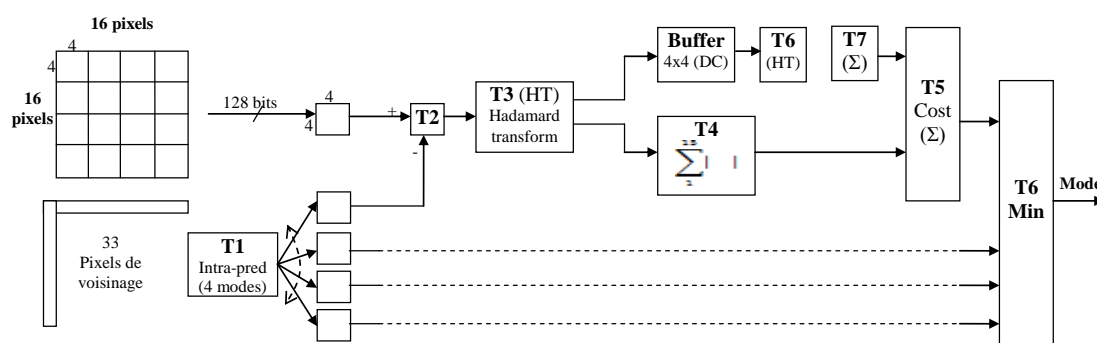 16 pixels
4
4
16
pixels
128 bits
4
4
+
-
T2
T3 (HT)
Hadamard
transform
Buffer
4x4 (DC)
T6
(HT)
T7
(Σ)
T4
∑| |
T5
Cost
(Σ)
T6
Min
Mode
33
Pixels de
voisinage
T1
Intra-pred
(4 modes)